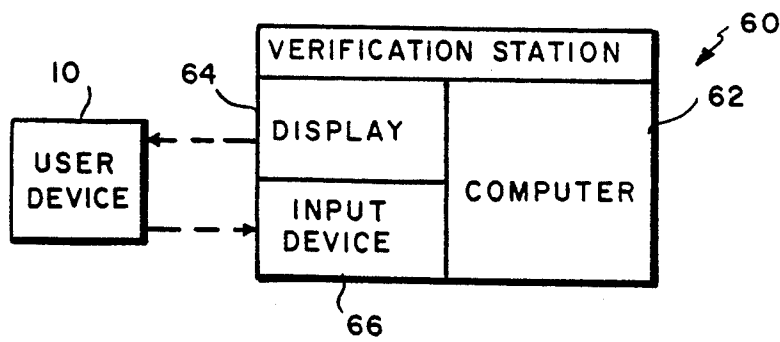 60
VERIFICATION STATION
64
62
10
DISPLAY
USER
DEVICE
COMPUTER
INPUT
DEVICE
66